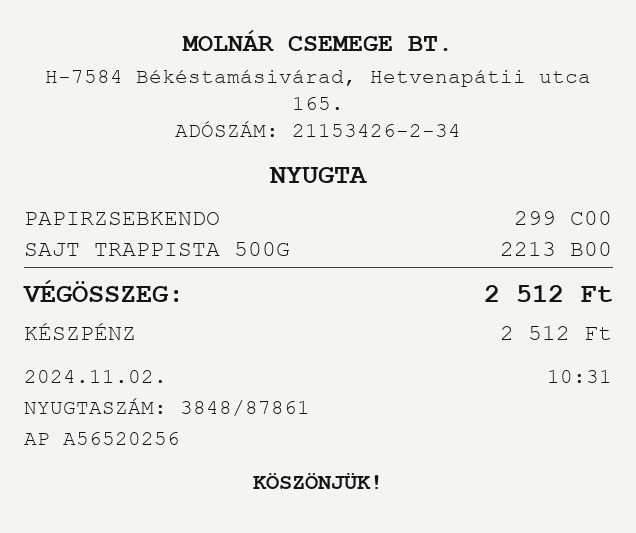 MOLNÁR CSEMEGE BT.
H-7584 Békéstamásivárad, Hetvenapátii utca
165.
ADÓSZÁM: 21153426-2-34
NYUGTA
PAPIRZSEBKENDO 299 C00
SAJT TRAPPISTA 500G 2213 B00
VÉGÖSSZEG: 2 512 Ft
KÉSZPÉNZ 2 512 Ft
2024.11.02. 10:31
NYUGTASZÁM: 3848/87861
AP A56520256
KÖSZÖNJÜK!